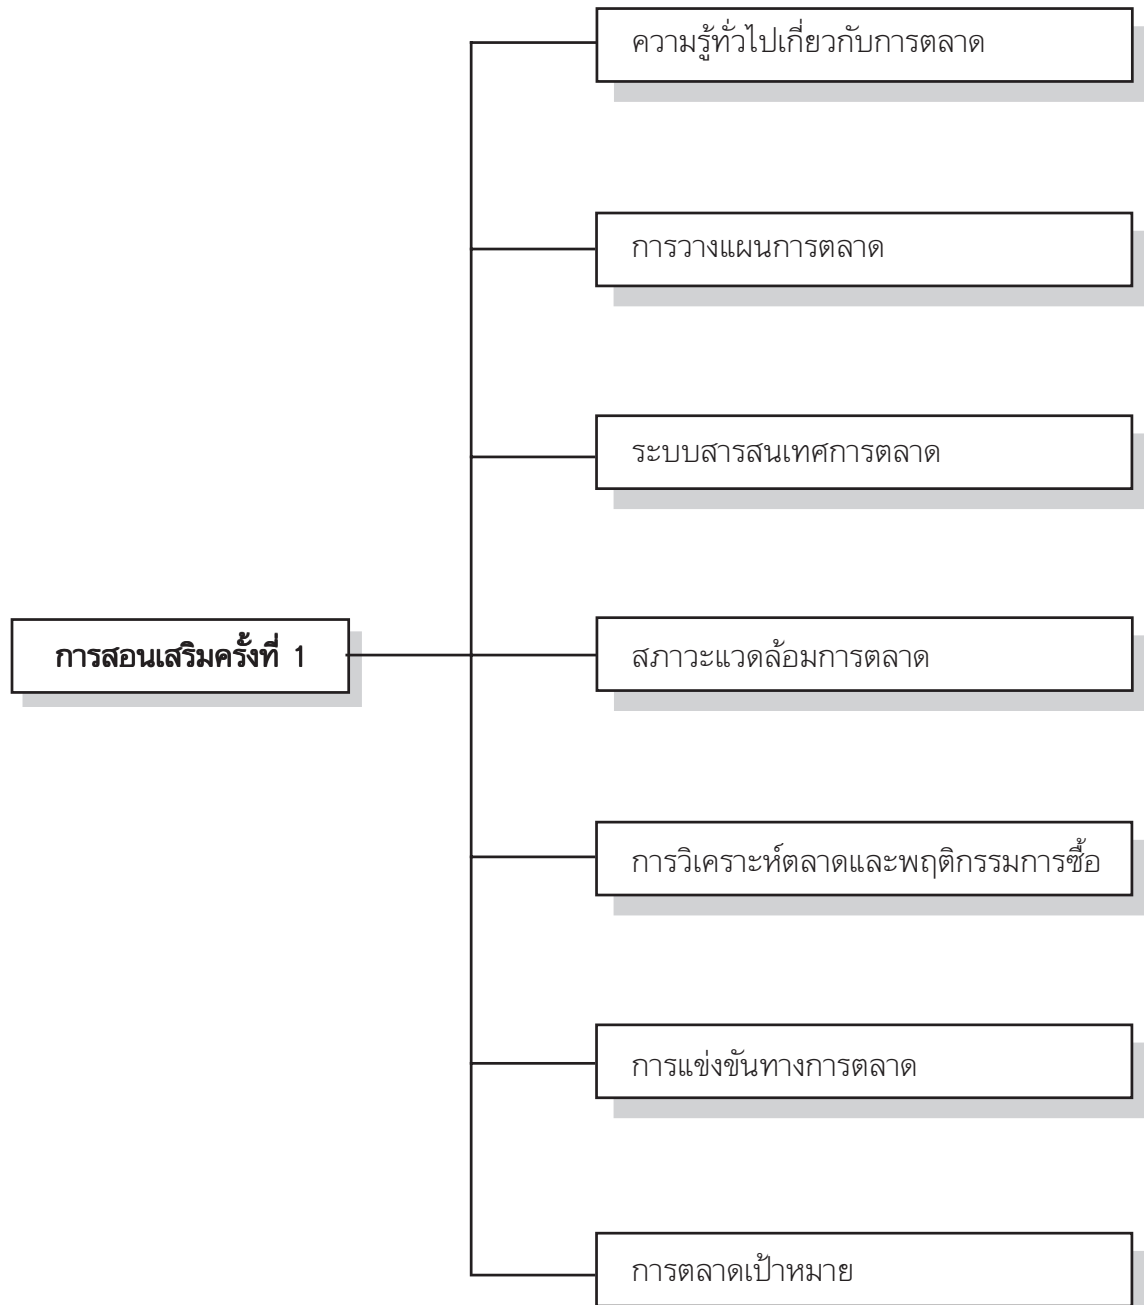 ความรู้ทั่วไปเกี่ยวกับการตลาด
การวางแผนการตลาด
ระบบสารสนเทศการตลาด
การสอนเสริมครั้งที่ 1
สภาวะแวดล้อมการตลาด
การวิเคราะห์ตลาดและพฤติกรรมการซื้อ
การแข่งขันทางการตลาด
การตลาดเป้าหมาย